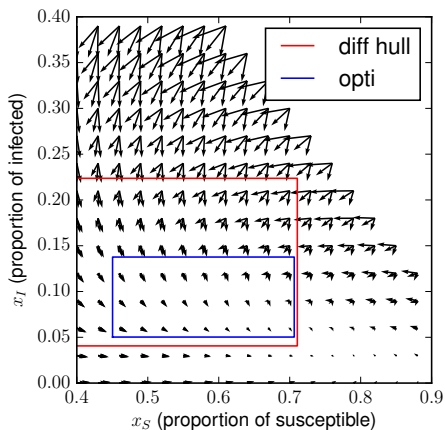 0.40
0.35
0.30
0.25
0.20
0.15
0.10
0.05
0.00
x_I (proportion of infected)
diff hull
opti
0.4 0.5 0.6 0.7 0.8 0.9
x_S (proportion of susceptible)